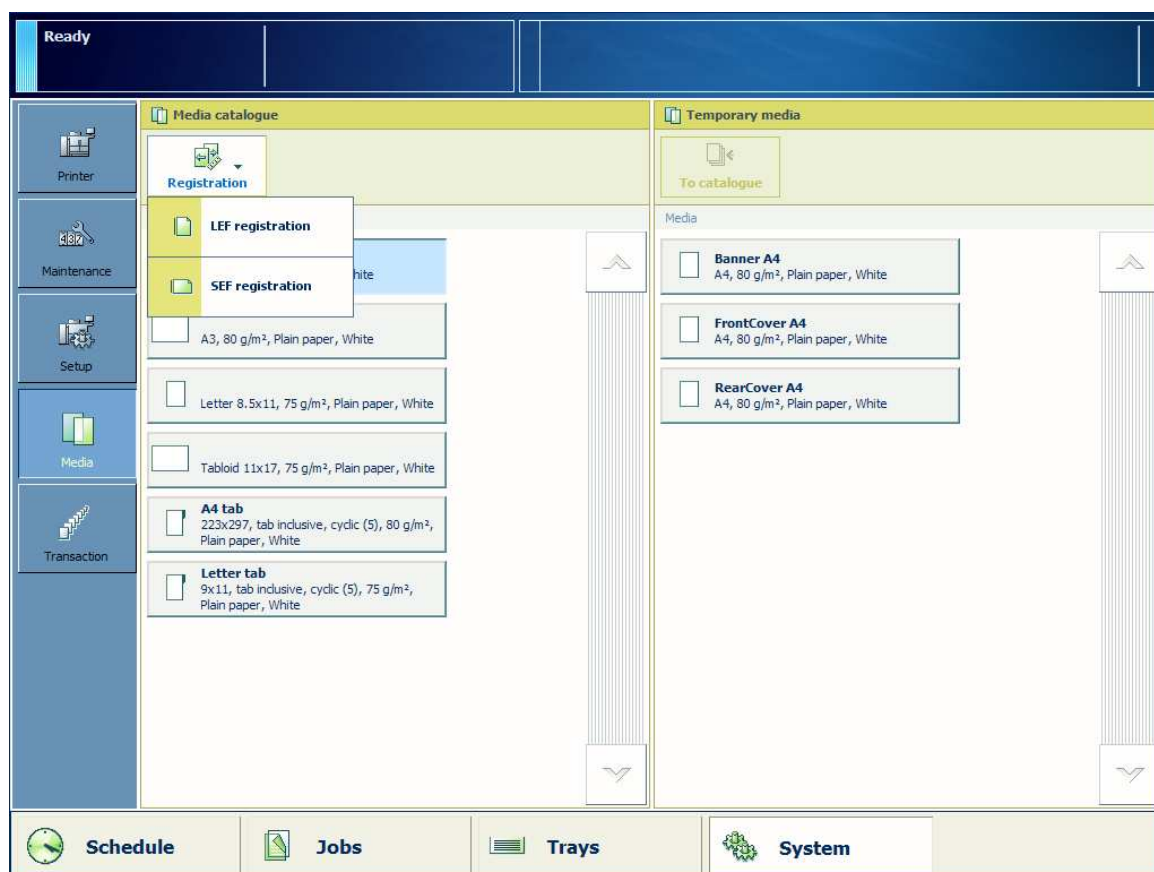 Ready
Media catalogue
Temporary media
Registration
To catalogue
LEF registration
SEF registration
Media
hite
A3, 80 g/m², Plain paper, White
Letter 8.5x11, 75 g/m², Plain paper, White
Tabloid 11x17, 75 g/m², Plain paper, White
A4 tab
223x297, tab inclusive, cyclic (5), 80 g/m²,
Plain paper, White
Letter tab
9x11, tab inclusive, cyclic (5), 75 g/m²,
Plain paper, White
Banner A4
A4, 80 g/m², Plain paper, White
FrontCover A4
A4, 80 g/m², Plain paper, White
RearCover A4
A4, 80 g/m², Plain paper, White
Printer
Maintenance
Setup
Media
Transaction
Schedule
Jobs
Trays
System